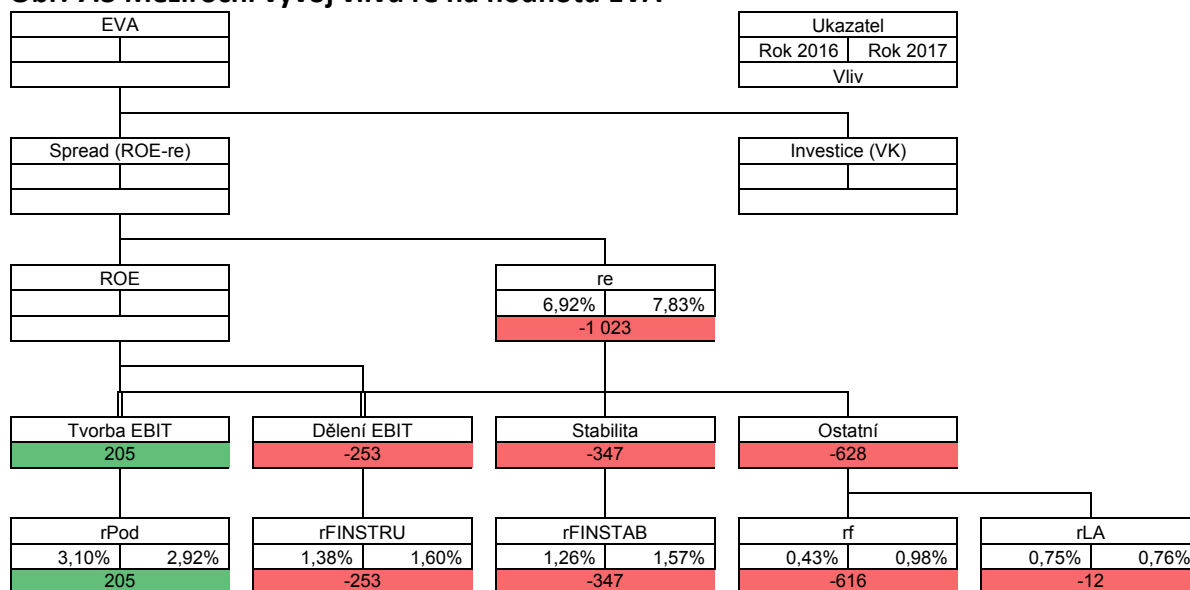 EVA
Ukazatel
Rok 2016 Rok 2017
Vliv
Spread (ROE-re)
Investice (VK)
ROE
re
6,92% 7,83%
-1 023
Tvorba EBIT
205
Dělení EBIT
-253
Stabilita
-347
Ostatní
-628
rPod
3,10% 2,92%
205
rFINSTRU
1,38% 1,60%
-253
rFINSTAB
1,26% 1,57%
-347
rf
0,43% 0,98%
-616
rLA
0,75% 0,76%
-12